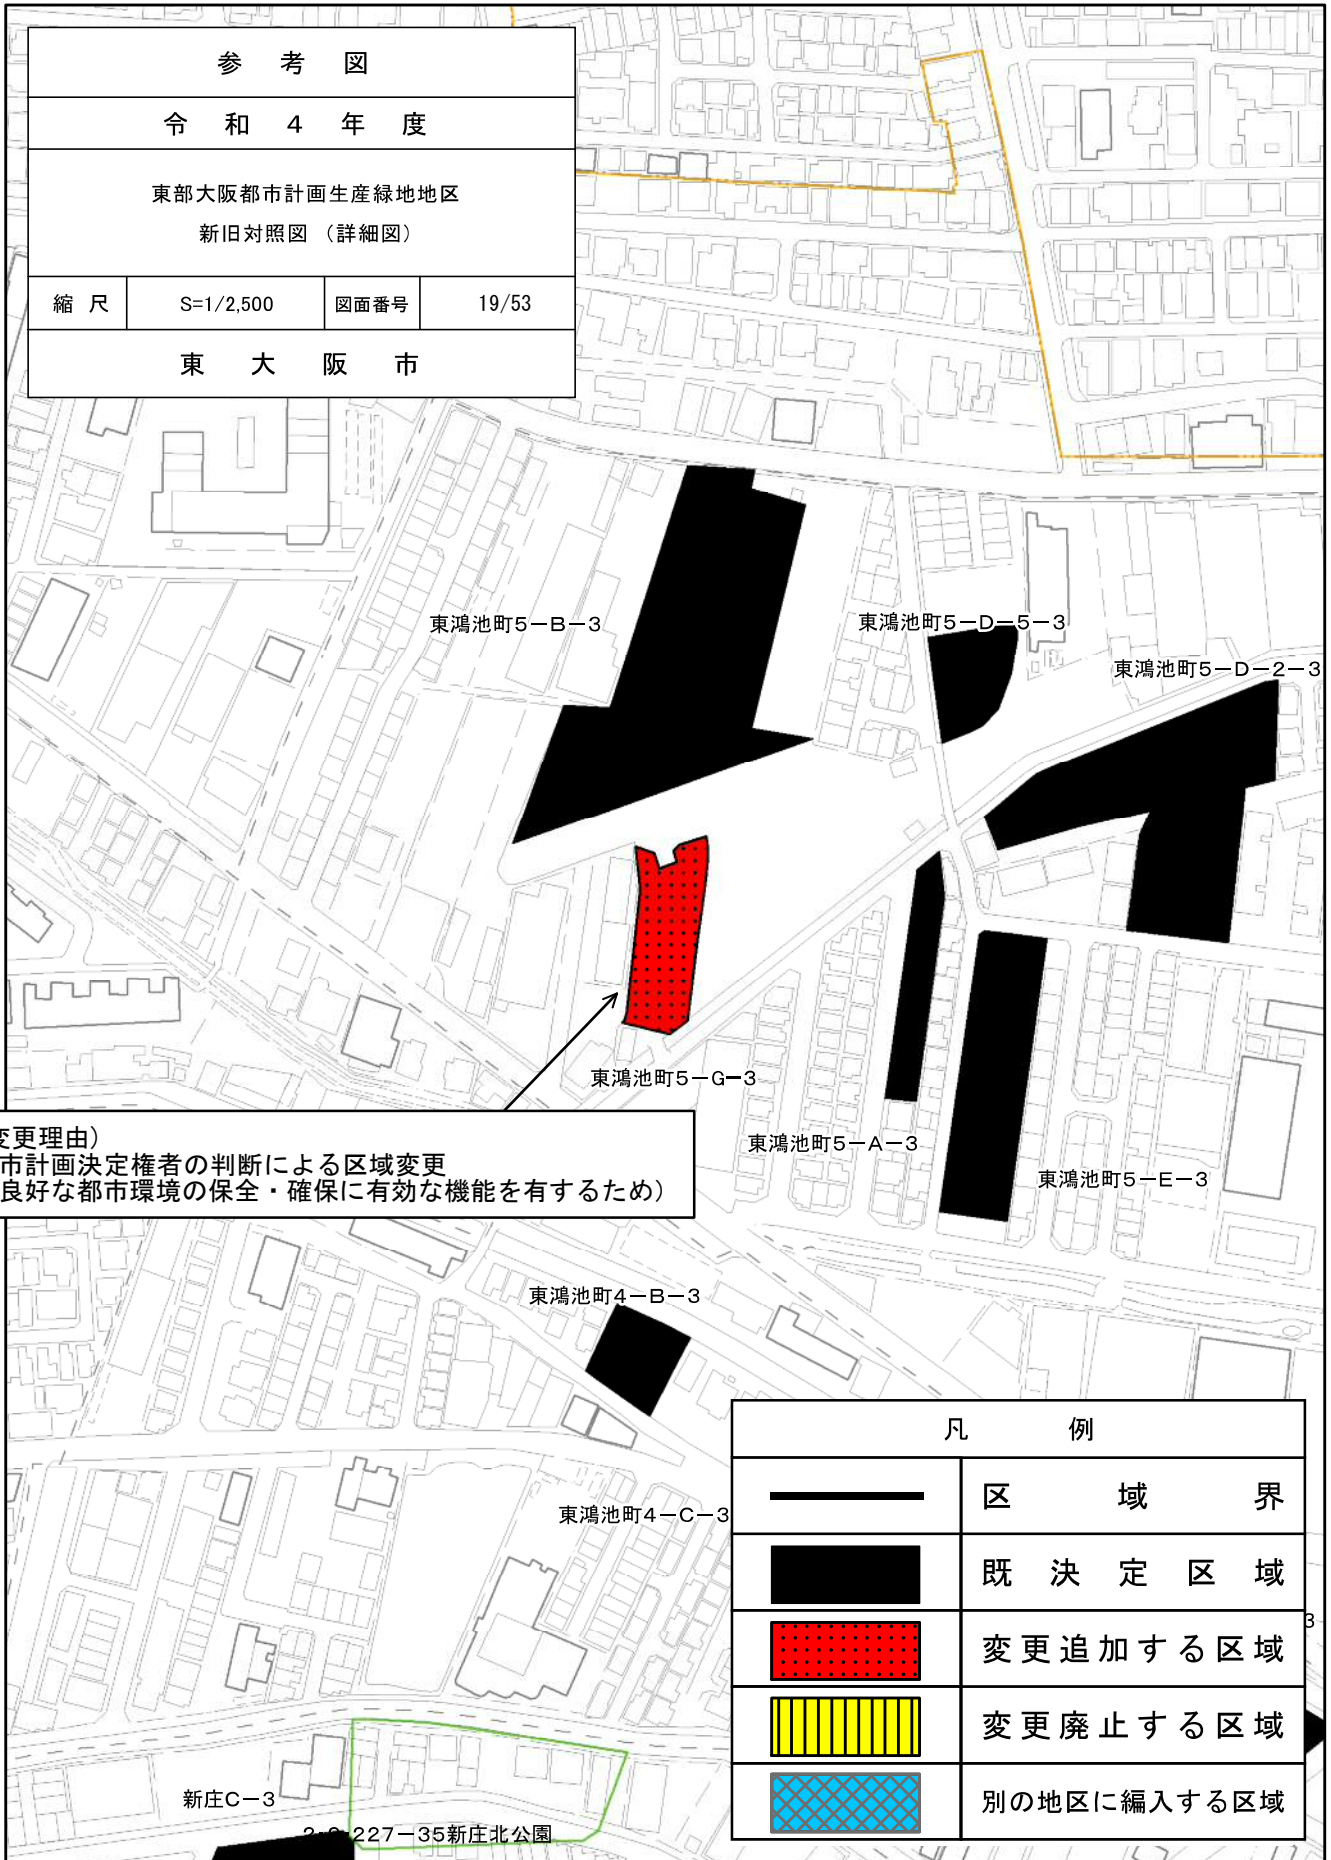 参考図
令和4年度
東部大阪都市計画生産緑地地区
新旧対照図（詳細図）
縮尺 S=1/2,500 図面番号 19/53
東大阪市
東鴻池町5－B－3
東鴻池町5－D－5－3
東鴻池町5－D－2－3
東鴻池町5－G－3
変更理由）
市計画決定権者の判断による区域変更
良好な都市環境の保全・確保に有効な機能を有するため）
東鴻池町5－A－3
東鴻池町5－E－3
東鴻池町4－B－3
東鴻池町4－C－3
凡例
区域界
既決定区域
変更追加する区域
3
変更廃止する区域
別の地区に編入する区域
新庄C－3
227－35新庄北公園